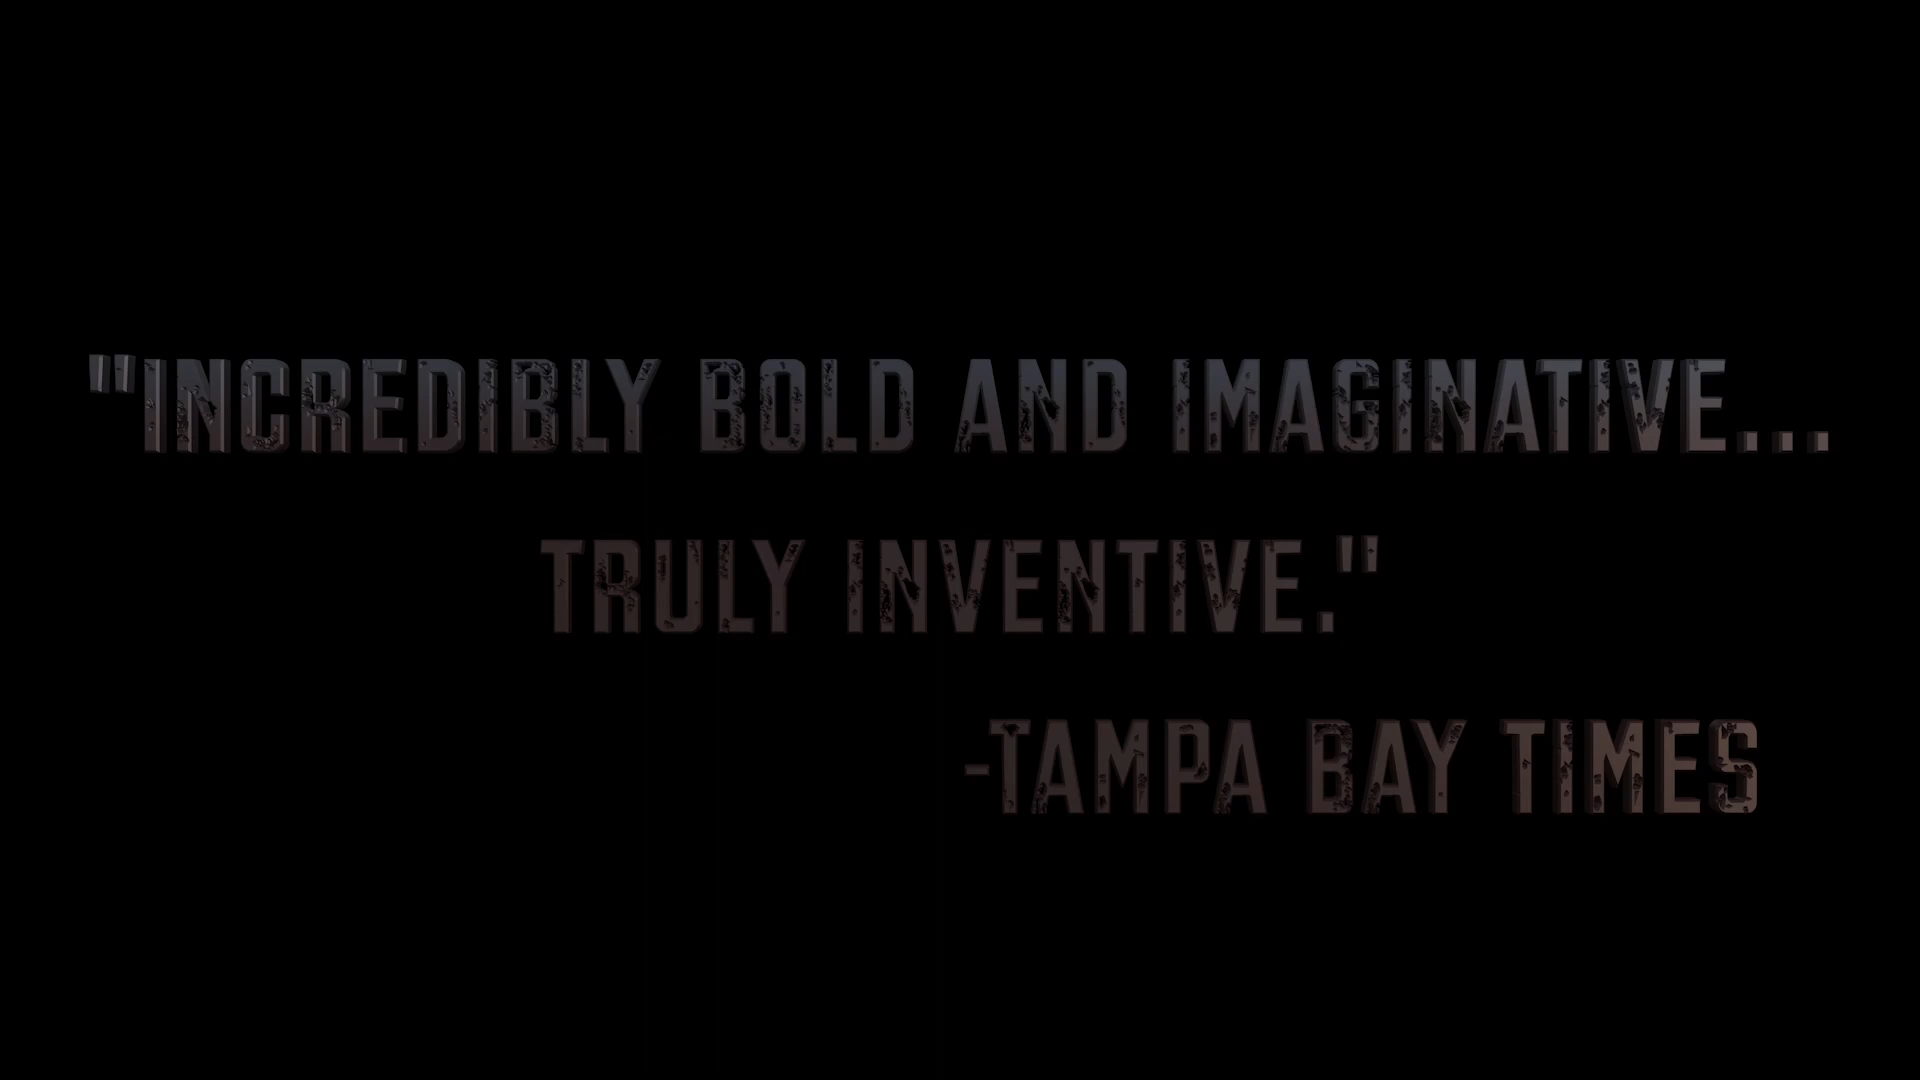 "INCREDIBLY BOLD AND IMAGINATIVE...
TRULY INVENTIVE."
-TAMPA BAY TIMES